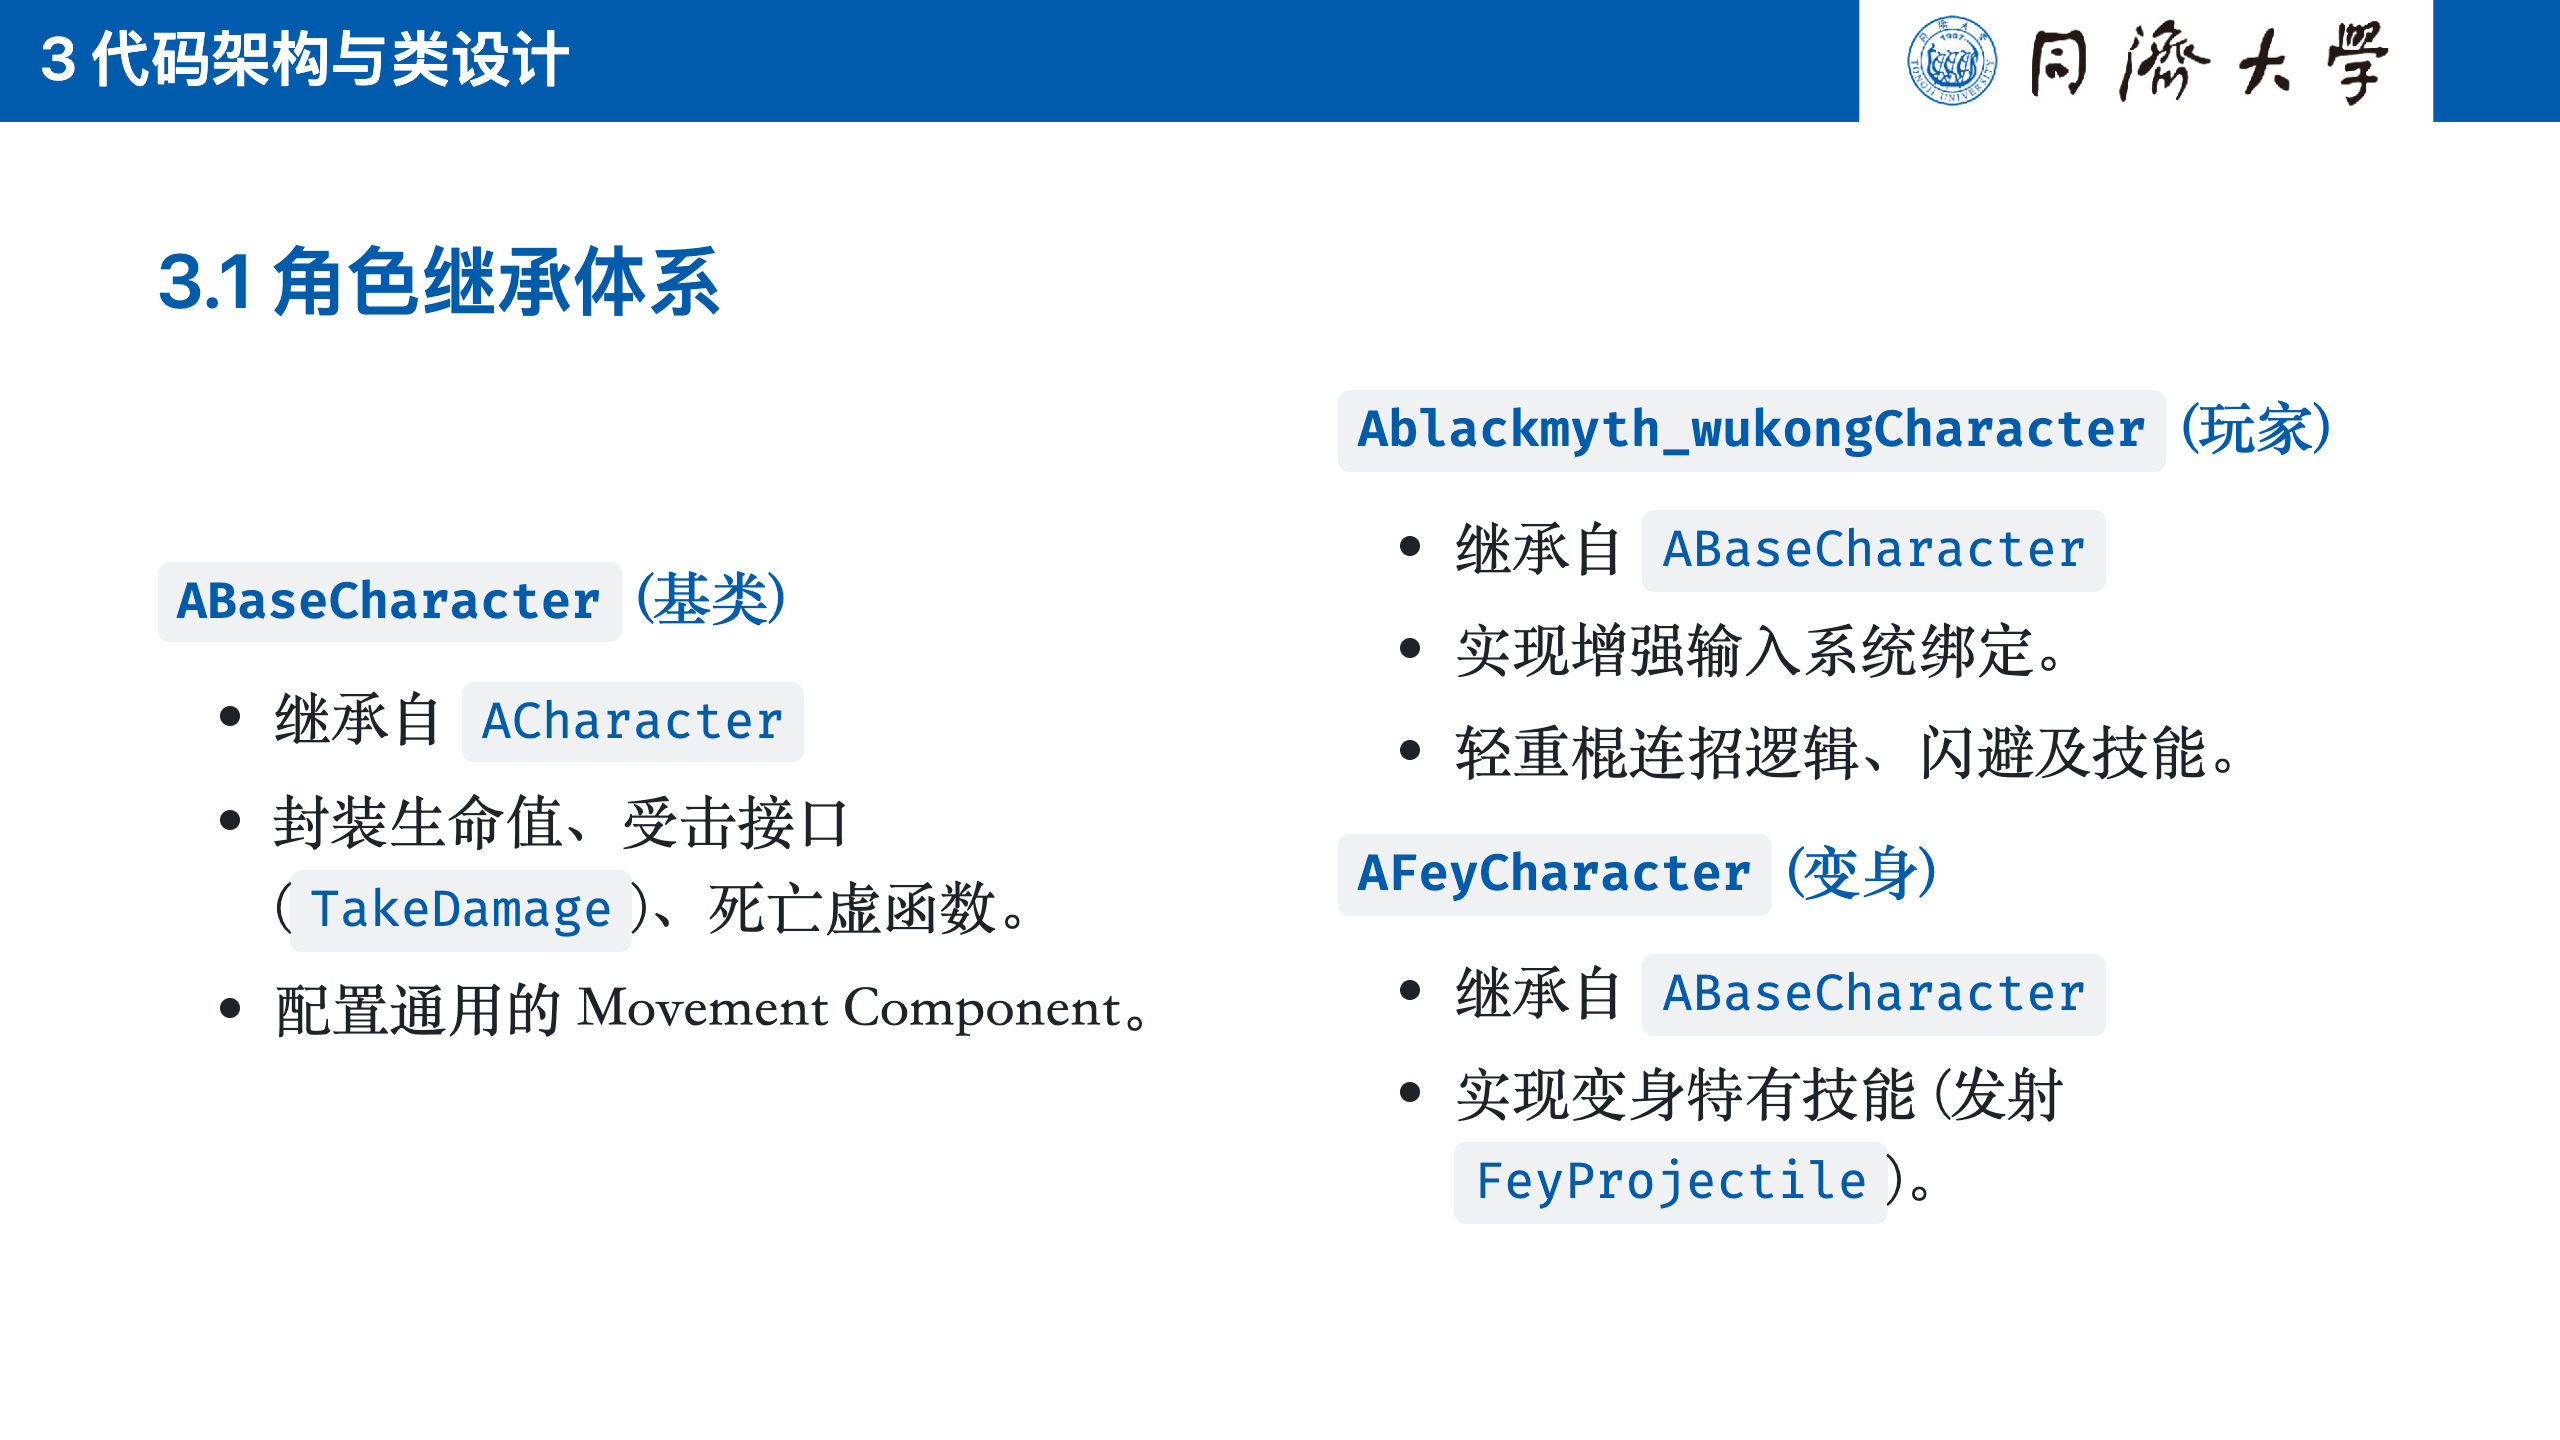 3 代码架构与类设计
1907
TONGJI UNIVERSITY
同濟大學
3.1 角色继承体系
ABaseCharacter (基类)
• 继承自 ACharacter
• 封装生命值、受击接口
(TakeDamage)、死亡虚函数。
• 配置通用的 Movement Component。
Ablackmyth_wukongCharacter (玩家)
• 继承自 ABaseCharacter
• 实现增强输入系统绑定。
• 轻重棍连招逻辑、闪避及技能。
AFeyCharacter (变身)
• 继承自 ABaseCharacter
• 实现变身特有技能 (发射
FeyProjectile)。